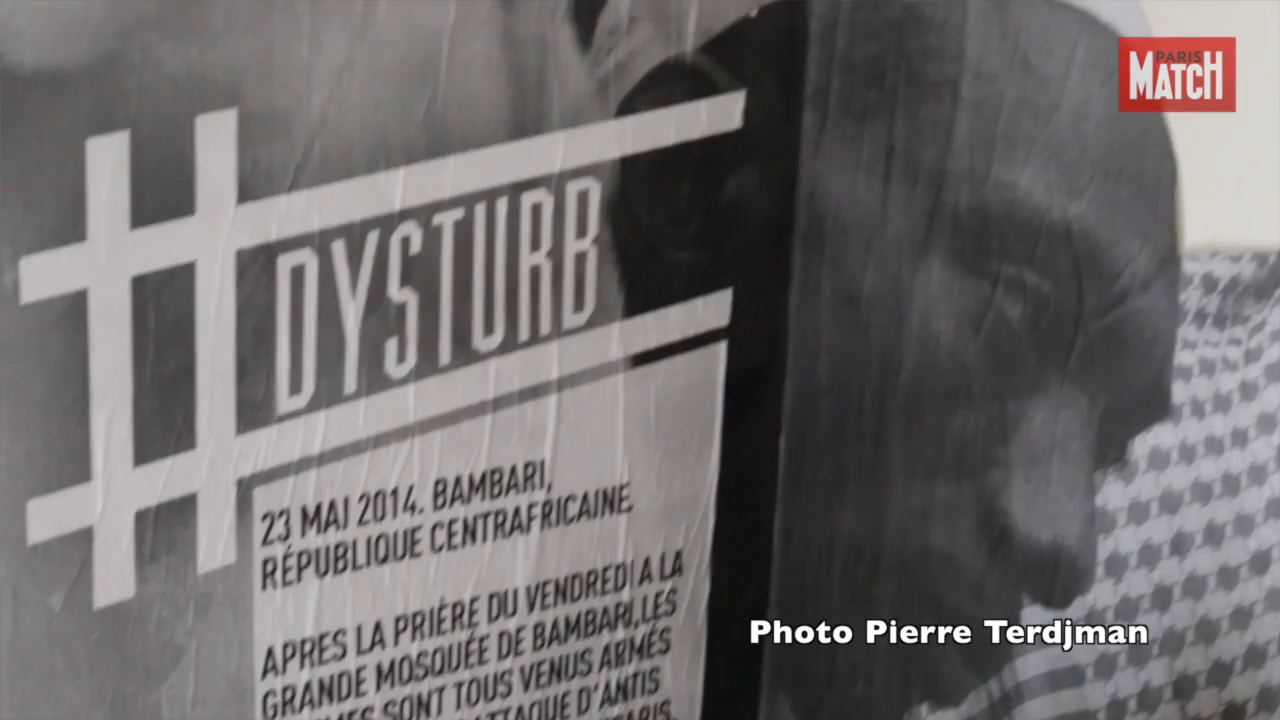 PARIS
MATCH
#DYSTURB
23 MAI 2014. BAMBARI,
RÉPUBLIQUE CENTRAFRICAINE.
APRES LA PRIÈRE DU VENDREDI A LA
GRANDE MOSQUÉE DE BAMBARI, LES
SONT TOUS VENUS ARMÉS
D'ANTIS
Photo Pierre Terdjman